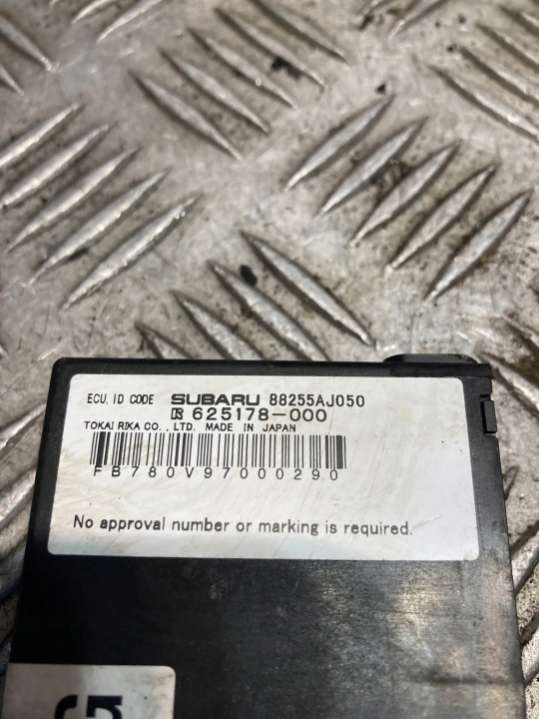 ECU, ID CODE SUBARU 88255AJ050
625178-000
TOKAI RIKA CO., LTD. MADE IN JAPAN
FB780V97000290
No approval number or marking is required.